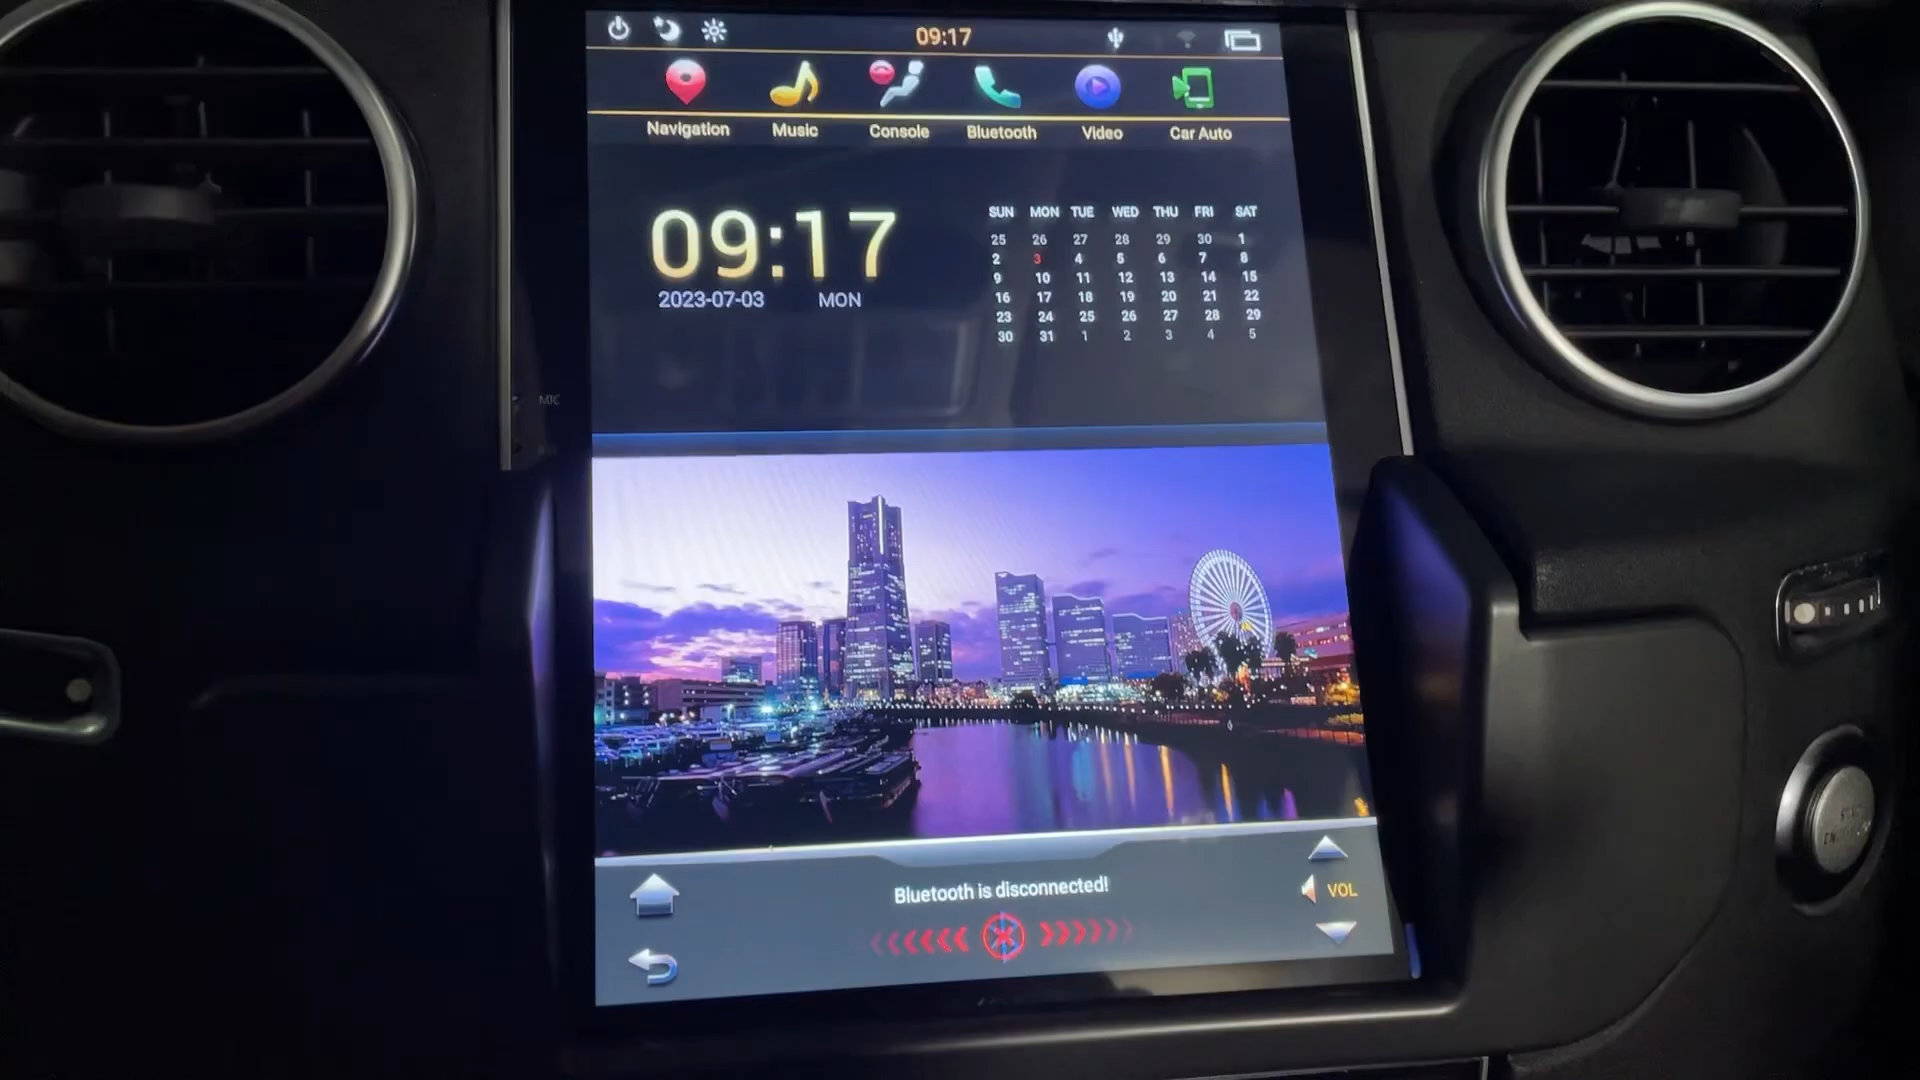 09:17
Navigation Music Console Bluetooth Video Car Auto
09:17
2023-07-03 MON
SUN MON TUE WED THU FRI SAT
25 26 27 28 29 30 1
2 3 4 5 6 7 8
9 10 11 12 13 14 15
16 17 18 19 20 21 22
23 24 25 26 27 28 29
30 31 1 2 3 4 5
MIC
Bluetooth is disconnected!
VOL